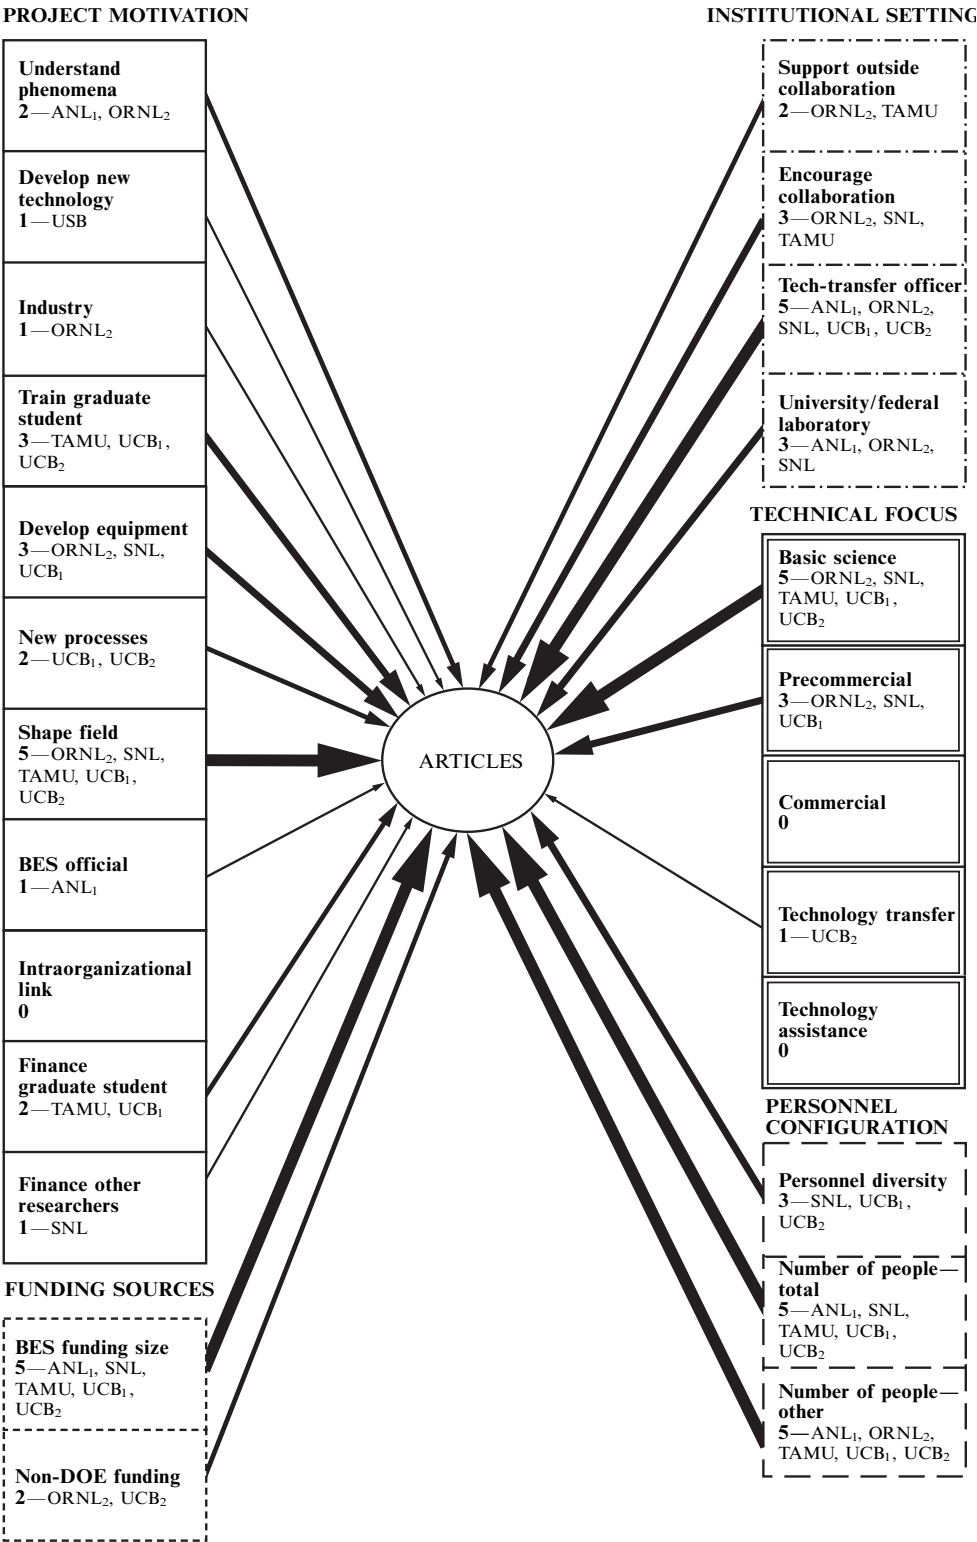 PROJECT MOTIVATION
Understand
phenomena
2—ANL₁, ORNL₂
Develop new
technology
1—USB
Industry
1—ORNL₂
Train graduate
student
3—TAMU, UCB₁,
UCB₂
Develop equipment
3—ORNL₂, SNL,
UCB₁
New processes
2—UCB₁, UCB₂
Shape field
5—ORNL₂, SNL,
TAMU, UCB₁,
UCB₂
BES official
1—ANL₁
Intraorganizational
link
0
Finance
graduate student
2—TAMU, UCB₁
Finance other
researchers
1—SNL
FUNDING SOURCES
BES funding size
5—ANL₁, SNL,
TAMU, UCB₁,
UCB₂
Non-DOE funding
2—ORNL₂, UCB₂
ARTICLES
INSTITUTIONAL SETTING
Support outside
collaboration
2—ORNL₂, TAMU
Encourage
collaboration
3—ORNL₂, SNL,
TAMU
Tech-transfer officer
5—ANL₁, ORNL₂,
SNL, UCB₁, UCB₂
University/federal
laboratory
3—ANL₁, ORNL₂,
SNL
TECHNICAL FOCUS
Basic science
5—ORNL₂, SNL,
TAMU, UCB₁,
UCB₂
Precommercial
3—ORNL₂, SNL,
UCB₁
Commercial
0
Technology transfer
1—UCB₂
Technology
assistance
0
PERSONNEL
CONFIGURATION
Personnel diversity
3—SNL, UCB₁,
UCB₂
Number of people—
total
5—ANL₁, SNL,
TAMU, UCB₁,
UCB₂
Number of people—
other
5—ANL₁, ORNL₂,
TAMU, UCB₁, UCB₂